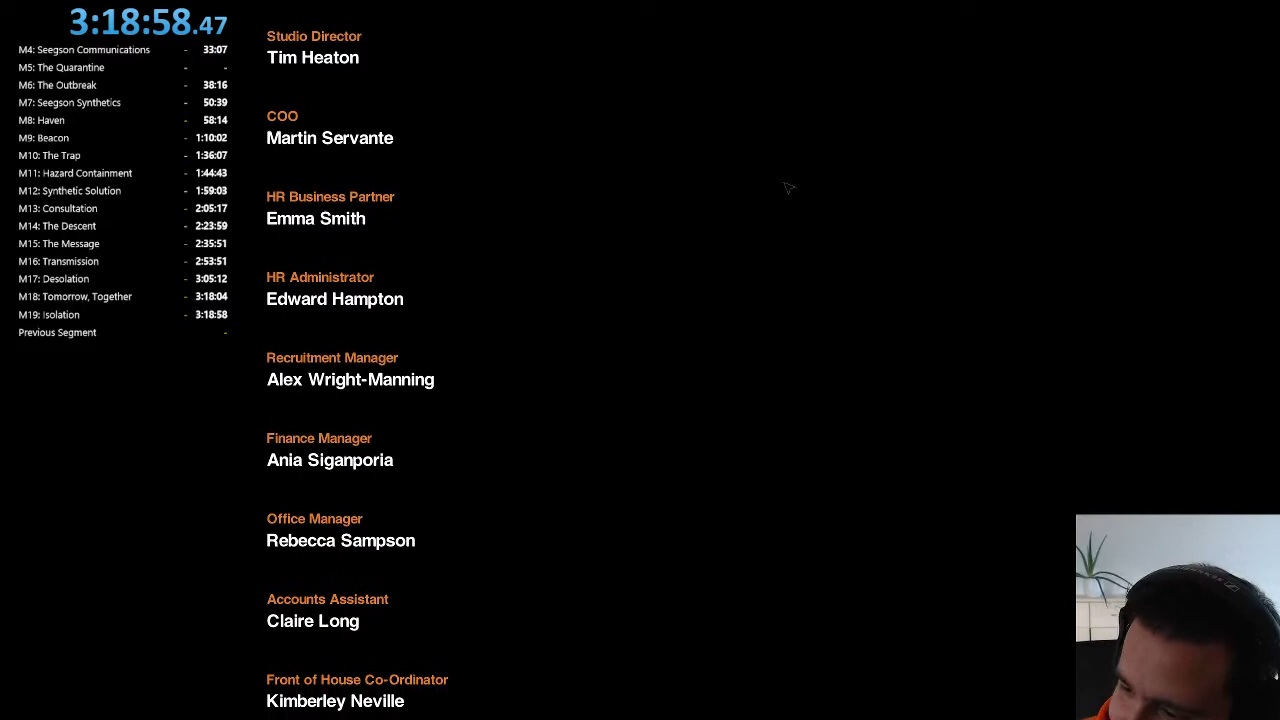 3:18:58.47
M4: Seegson Communications - 33:07
M5: The Quarantine - -
M6: The Outbreak - 38:16
M7: Seegson Synthetics - 50:39
M8: Haven - 58:14
M9: Beacon - 1:10:02
M10: The Trap - 1:36:07
M11: Hazard Containment - 1:44:43
M12: Synthetic Solution - 1:59:03
M13: Consultation - 2:05:17
M14: The Descent - 2:23:59
M15: The Message - 2:35:51
M16: Transmission - 2:53:51
M17: Desolation - 3:05:12
M18: Tomorrow, Together - 3:18:04
M19: Isolation - 3:18:58
Previous Segment -
Studio Director
Tim Heaton
COO
Martin Servante
HR Business Partner
Emma Smith
HR Administrator
Edward Hampton
Recruitment Manager
Alex Wright-Manning
Finance Manager
Ania Siganporia
Office Manager
Rebecca Sampson
Accounts Assistant
Claire Long
Front of House Co-Ordinator
Kimberley Neville